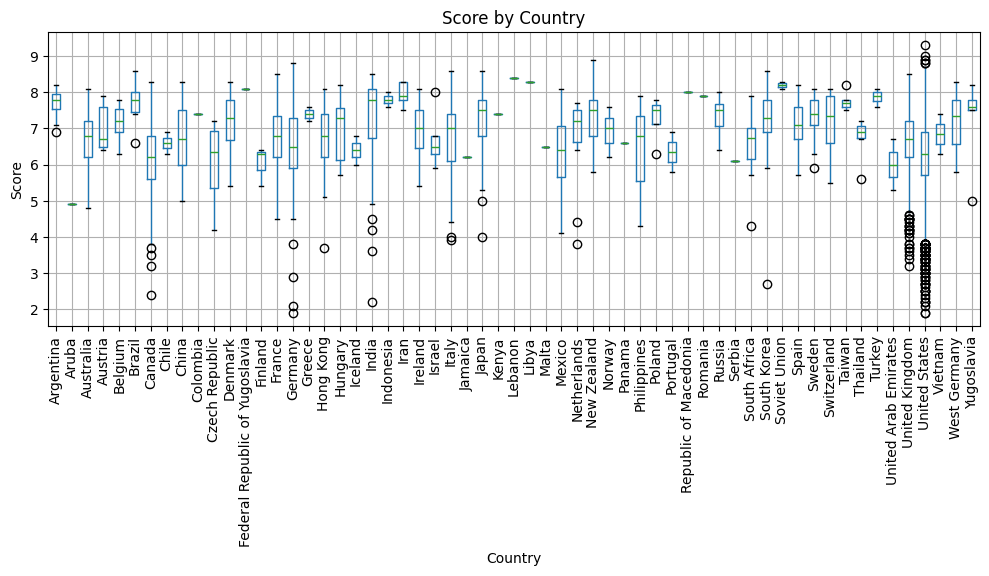 Score by Country
Score
9
8
7
6
5
4
3
2
Argentina
Aruba
Australia
Austria
Belgium
Brazil
Canada
Chile
China
Colombia
Czech Republic
Denmark
Federal Republic of Yugoslavia
Finland
France
Germany
Greece
Hong Kong
Hungary
Iceland
India
Indonesia
Iran
Ireland
Israel
Italy
Jamaica
Japan
Kenya
Lebanon
Libya
Malta
Mexico
Netherlands
New Zealand
Norway
Panama
Philippines
Poland
Portugal
Republic of Macedonia
Romania
Russia
Serbia
South Africa
South Korea
Soviet Union
Spain
Sweden
Switzerland
Taiwan
Thailand
Turkey
United Arab Emirates
United Kingdom
United States
Vietnam
West Germany
Yugoslavia
Country